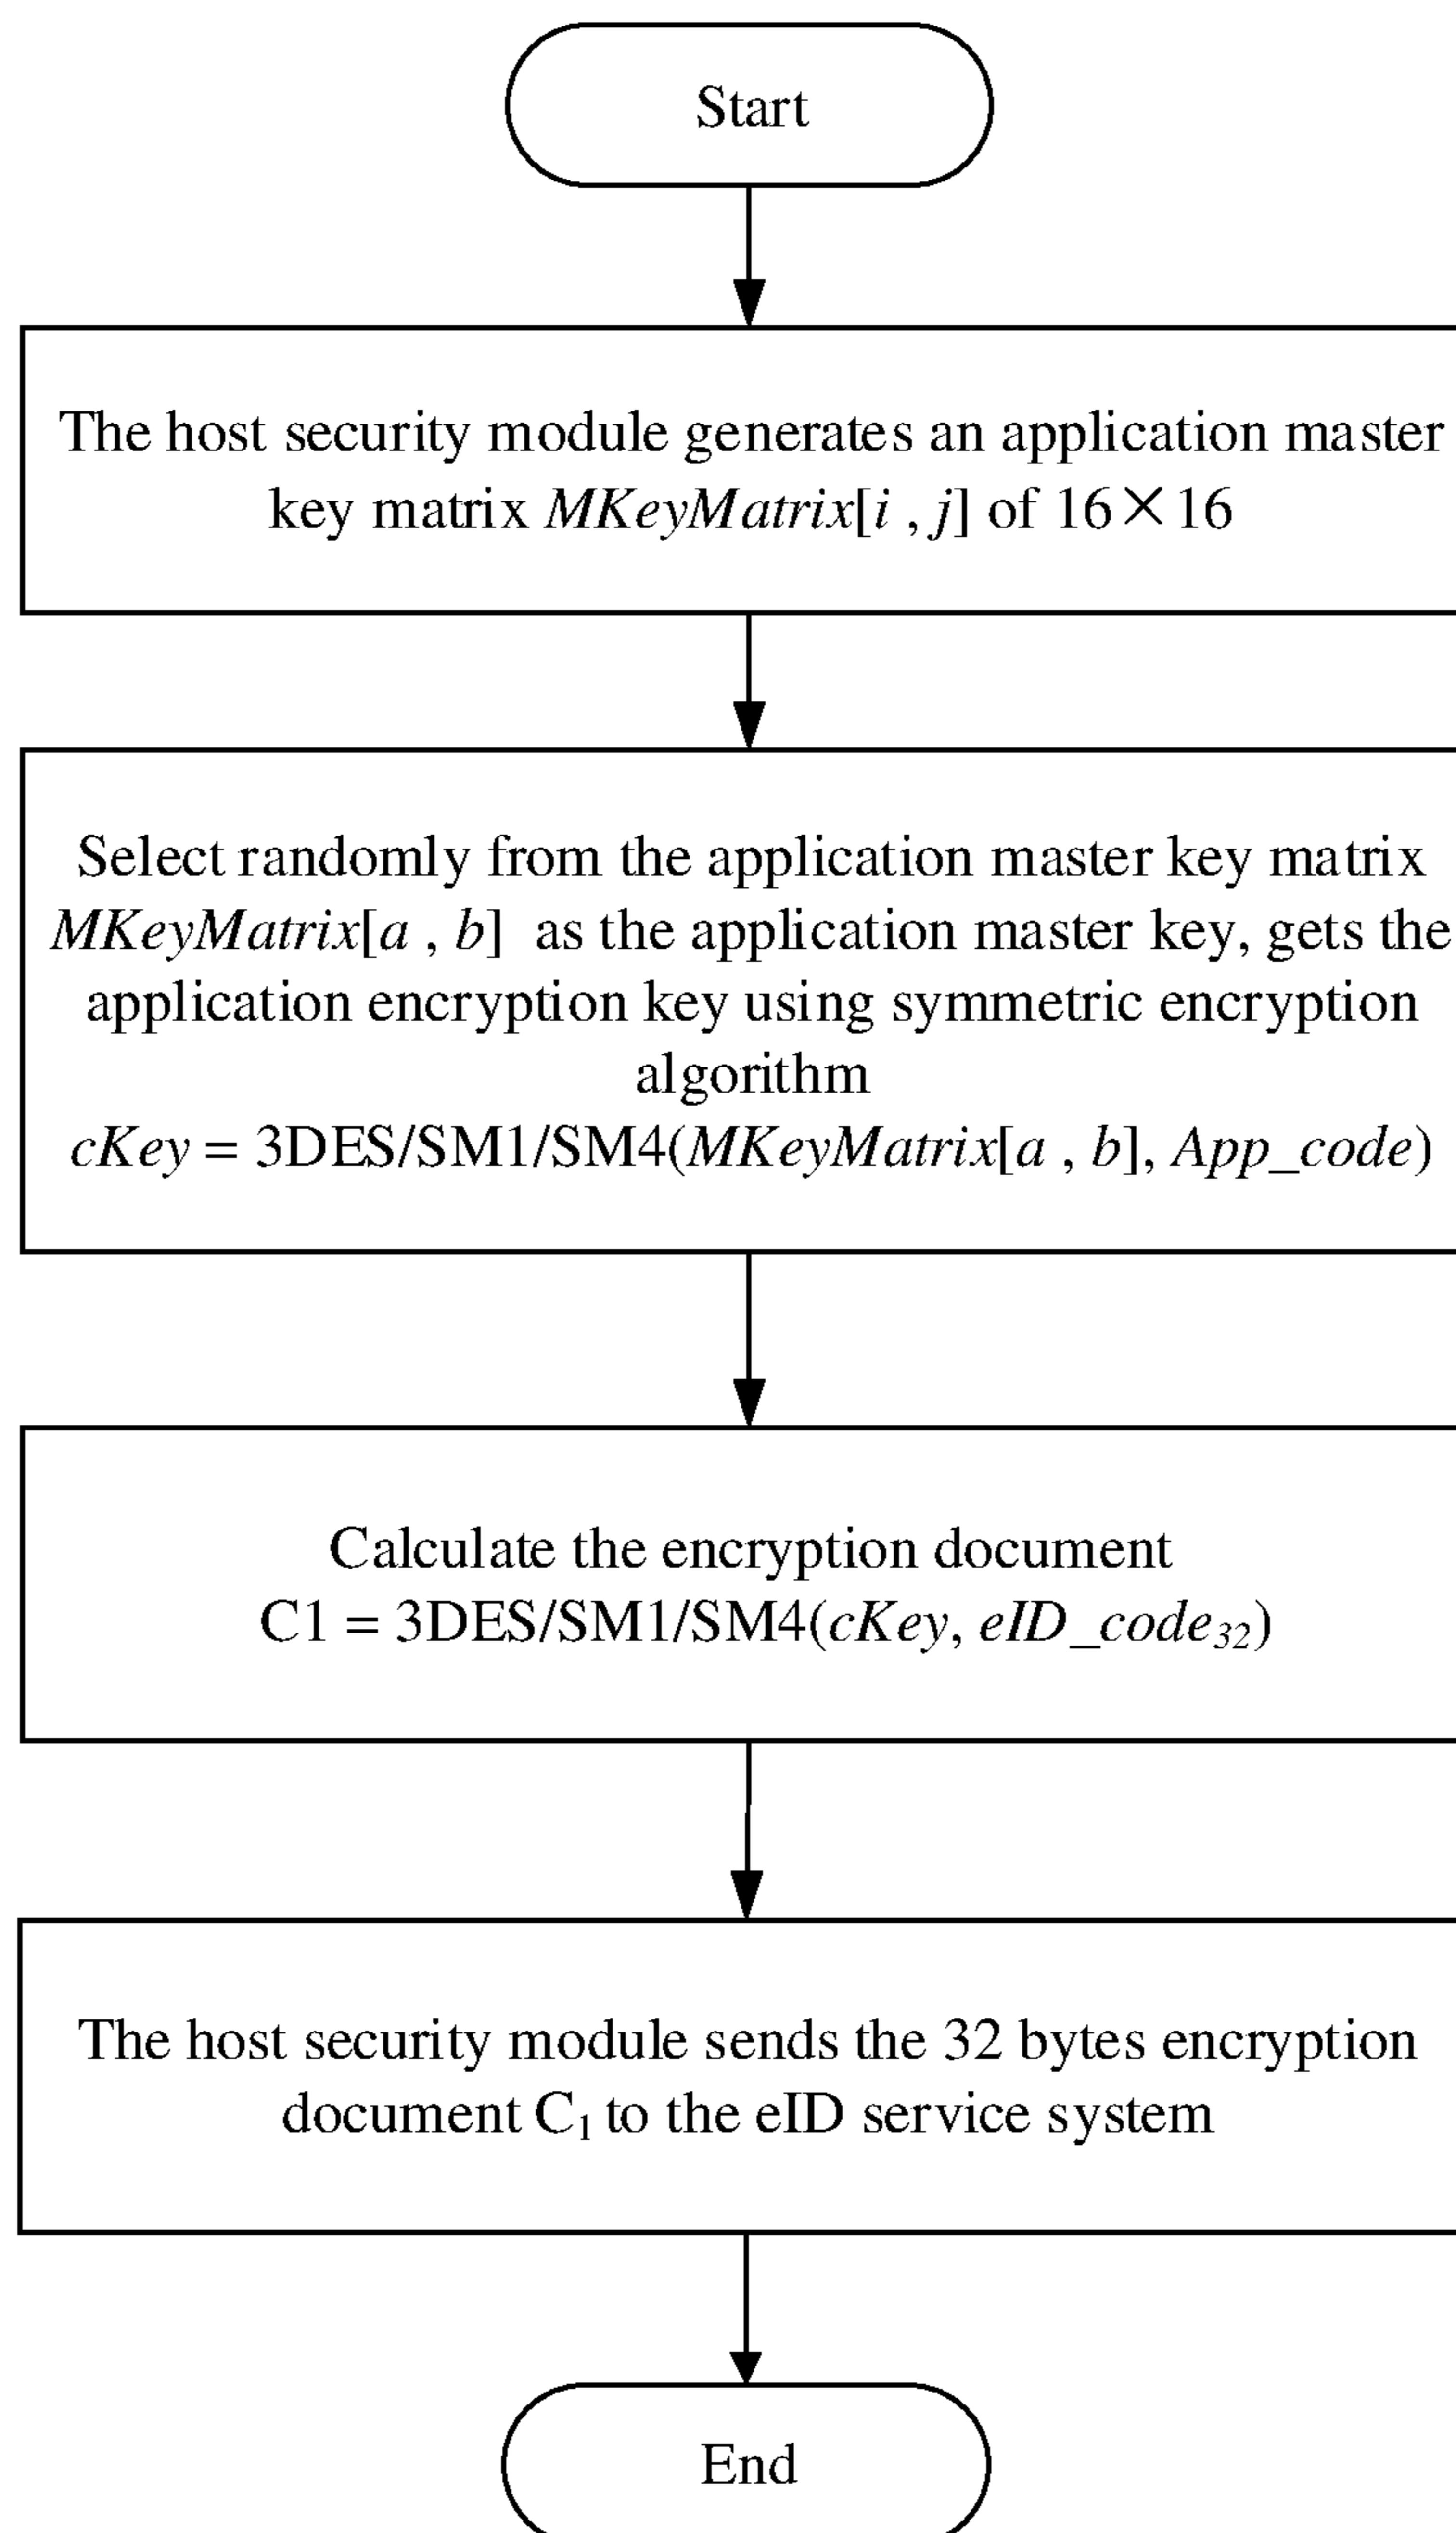 Start
The host security module generates an application master
key matrix MKeyMatrix[i , j] of 16×16
Select randomly from the application master key matrix
MKeyMatrix[a , b] as the application master key, gets the
application encryption key using symmetric encryption
algorithm
cKey = 3DES/SM1/SM4(MKeyMatrix[a , b], App_code)
Calculate the encryption document
C1 = 3DES/SM1/SM4(cKey, eID_code₃₂)
The host security module sends the 32 bytes encryption
document C₁ to the eID service system
End